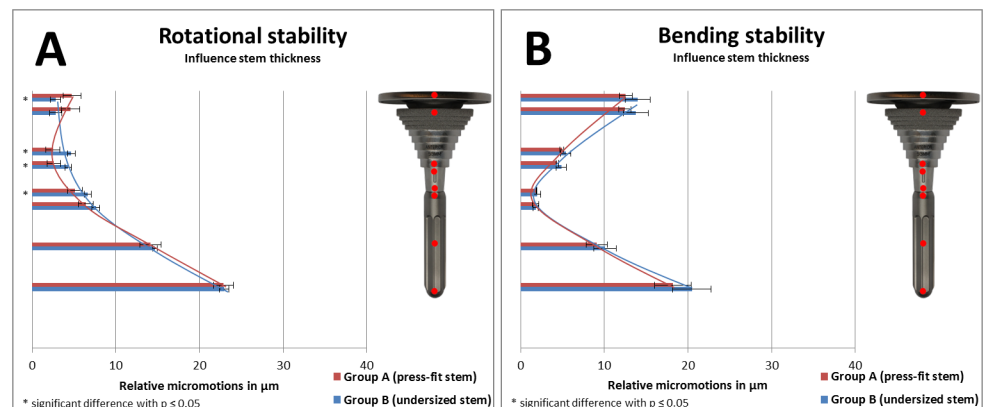 A
Rotational stability
Influence stem thickness
*
*
*
*
0 10 20 30 40
Relative micromotions in µm
Group A (press-fit stem)
Group B (undersized stem)
* significant difference with p ≤ 0.05
B
Bending stability
Influence stem thickness
0 10 20 30 40
Relative micromotions in µm
Group A (press-fit stem)
Group B (undersized stem)
* significant difference with p ≤ 0.05